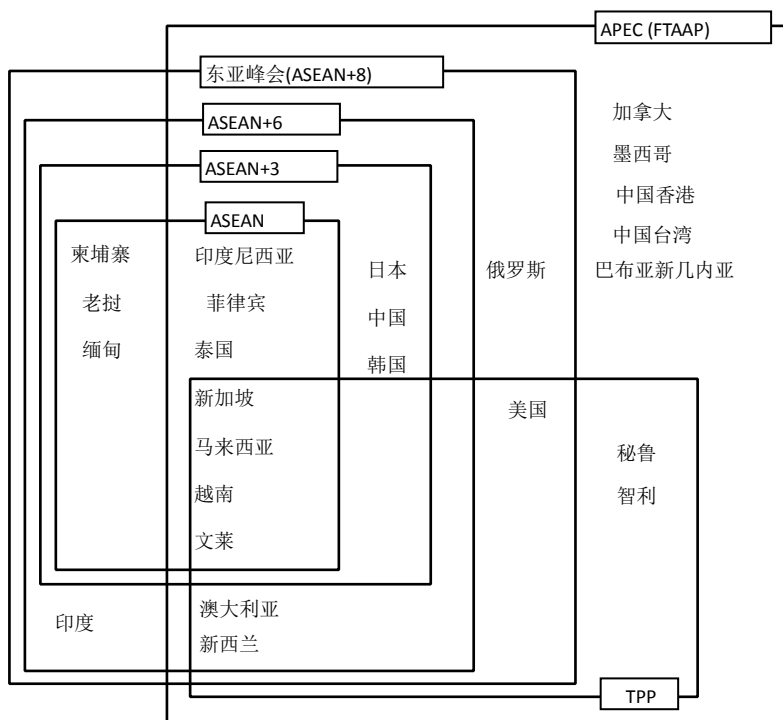 APEC (FTAAP)
东亚峰会(ASEAN+8)
ASEAN+6
ASEAN+3
ASEAN
加拿大
墨西哥
中国香港
中国台湾
巴布亚新几内亚
柬埔寨
老挝
缅甸
印度尼西亚
菲律宾
泰国
新加坡
马来西亚
越南
文莱
日本
中国
韩国
俄罗斯
美国
秘鲁
智利
印度
澳大利亚
新西兰
TPP